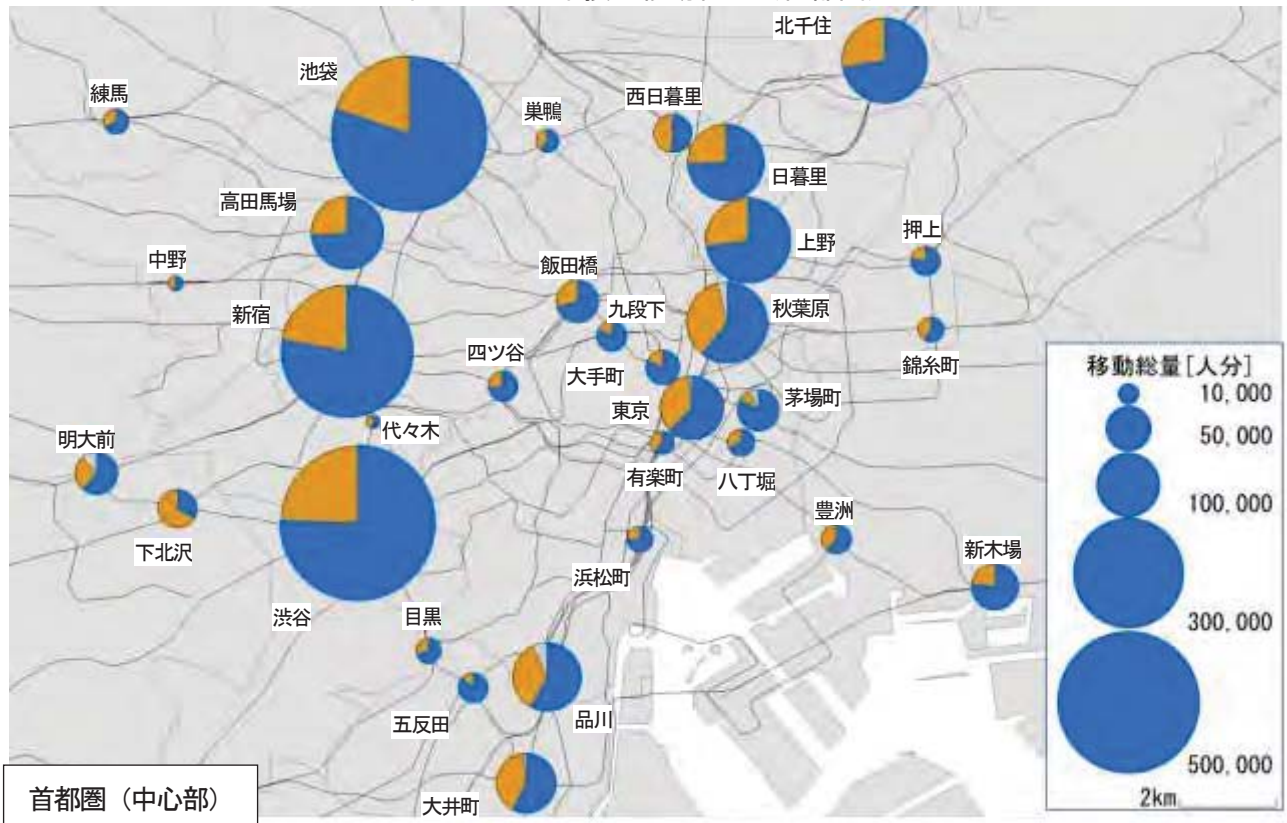 北千住
池袋
練馬
巣鴨
西日暮里
日暮里
高田馬場
上野
押上
中野
飯田橋
新宿
九段下
秋葉原
四ツ谷
大手町
錦糸町
東京
茅場町
代々木
明大前
有楽町
八丁堀
下北沢
豊洲
新木場
浜松町
渋谷
目黒
五反田
品川
大井町
首都圏（中心部）
移動総量[人分]
10,000
50,000
100,000
300,000
500,000
2km